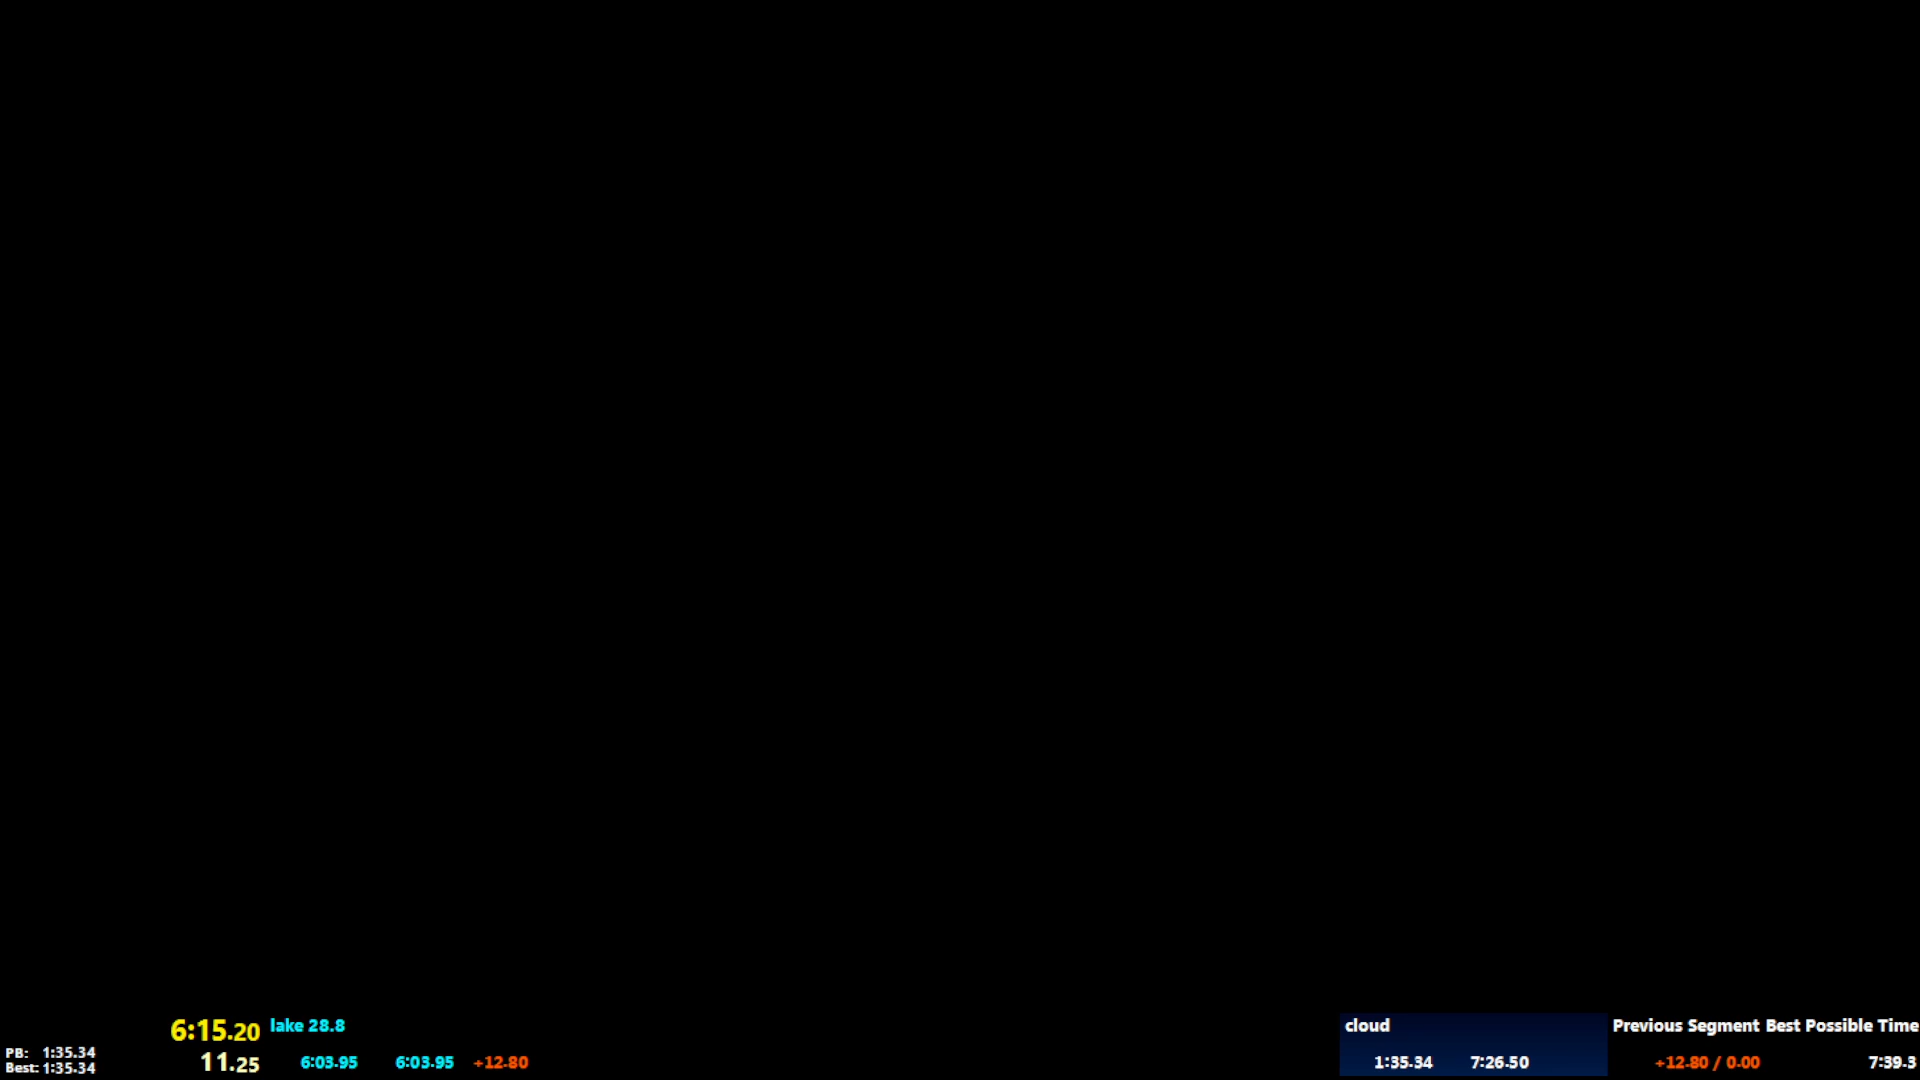 6:15.20
lake 28.8
PB: 1:35.34
Best: 1:35.34
11.25
6:03.95 6:03.95 +12.80
cloud
1:35.34 7:26.50
Previous Segment
+12.80 / 0.00
Best Possible Time
7:39.3